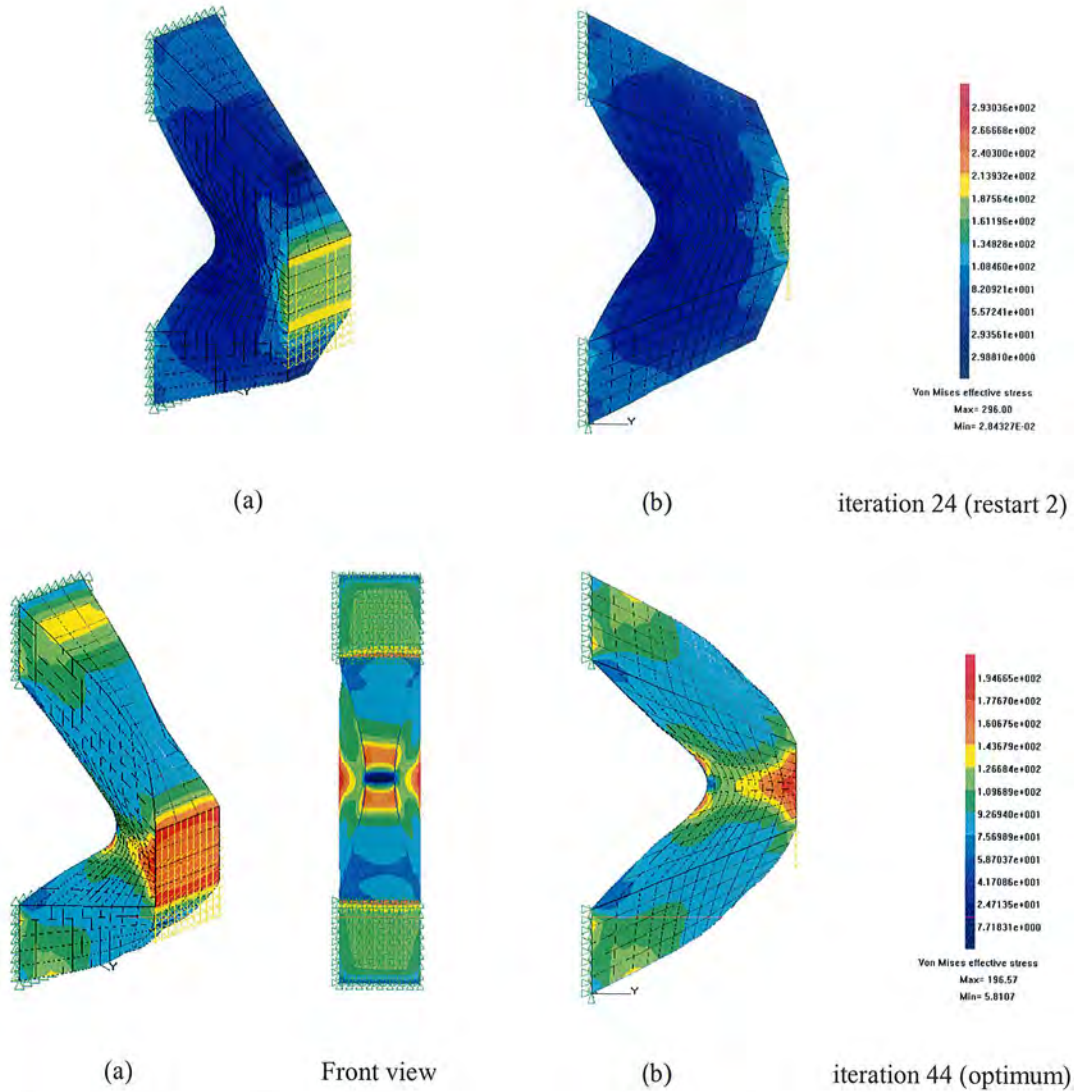 2.93036e+002
2.66668e+002
2.40300e+002
2.13932e+002
1.87564e+002
1.61196e+002
1.34828e+002
1.08460e+002
8.20921e+001
5.57241e+001
2.93561e+001
2.98810e+000
Von Mises effective stress
Max= 296.00
Min= 2.84327E-02
Y
Y
(a)
(b)
iteration 24 (restart 2)
1.94665e+002
1.77670e+002
1.60675e+002
1.43679e+002
1.26684e+002
1.09689e+002
9.26940e+001
7.56989e+001
5.87037e+001
4.17086e+001
2.47135e+001
7.71831e+000
Von Mises effective stress
Max= 196.57
Min= 5.8107
Y
Y
(a)
Front view
(b)
iteration 44 (optimum)